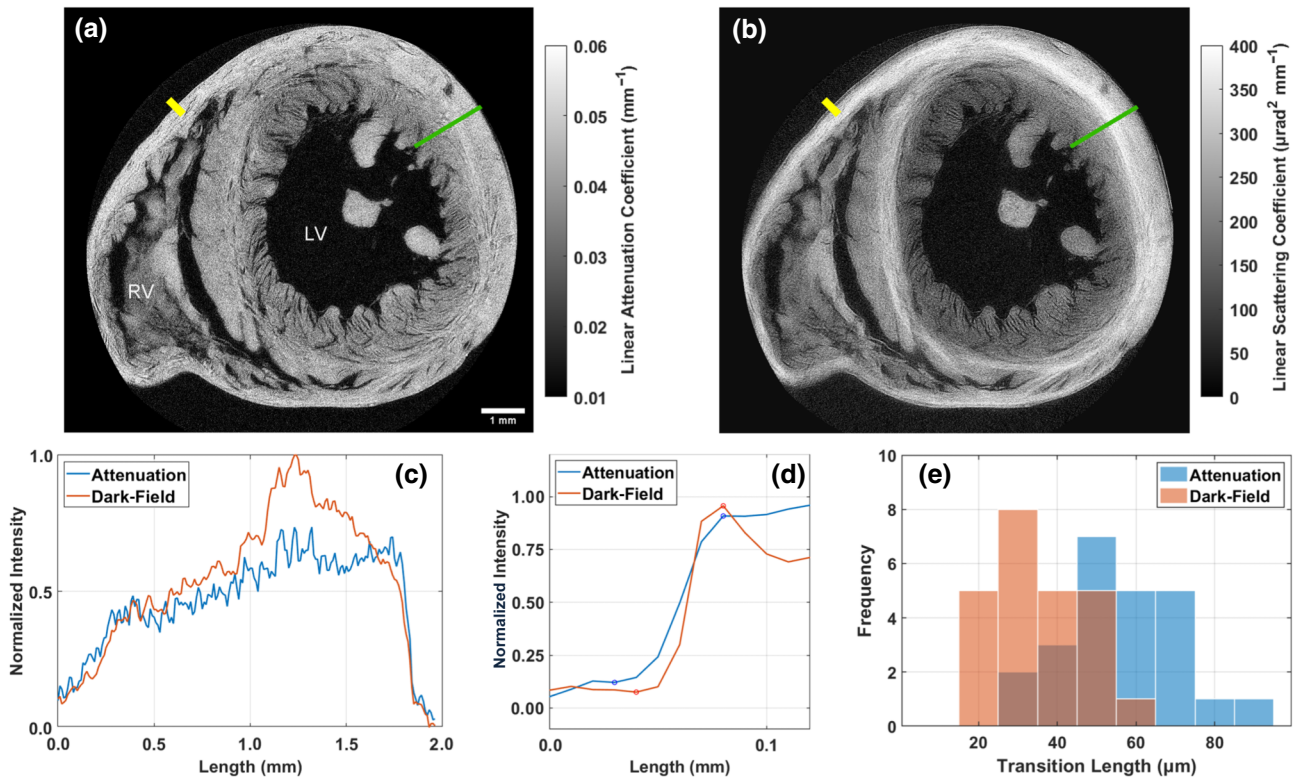 (a)
LV
RV
1 mm
0.06
0.05
0.04
0.03
0.02
0.01
Linear Attenuation Coefficient (mm⁻¹)
(b)
400
350
300
250
200
150
100
50
0
Linear Scattering Coefficient (µrad² mm⁻¹)
(c)
Attenuation
Dark-Field
1.0
0.5
0.0
Normalized Intensity
0.0 0.5 1.0 1.5 2.0
Length (mm)
(d)
Attenuation
Dark-Field
1.00
0.75
0.50
0.25
0.00
Normalized Intensity
0.0 0.1
Length (mm)
(e)
Attenuation
Dark-Field
10
8
6
4
2
0
Frequency
20 40 60 80
Transition Length (µm)